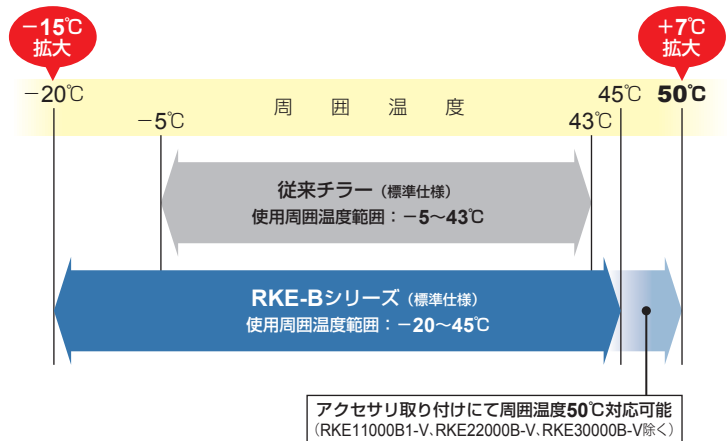 －15℃
拡大
＋7℃
拡大
－20℃
45℃ 50℃
周囲温度
－5℃
43℃
従来チラー（標準仕様）
使用周囲温度範囲：－5～43℃
RKE-Bシリーズ（標準仕様）
使用周囲温度範囲：－20～45℃
アクセサリ取り付けにて周囲温度50℃対応可能
（RKE11000B1-V、RKE22000B-V、RKE30000B-V除く）